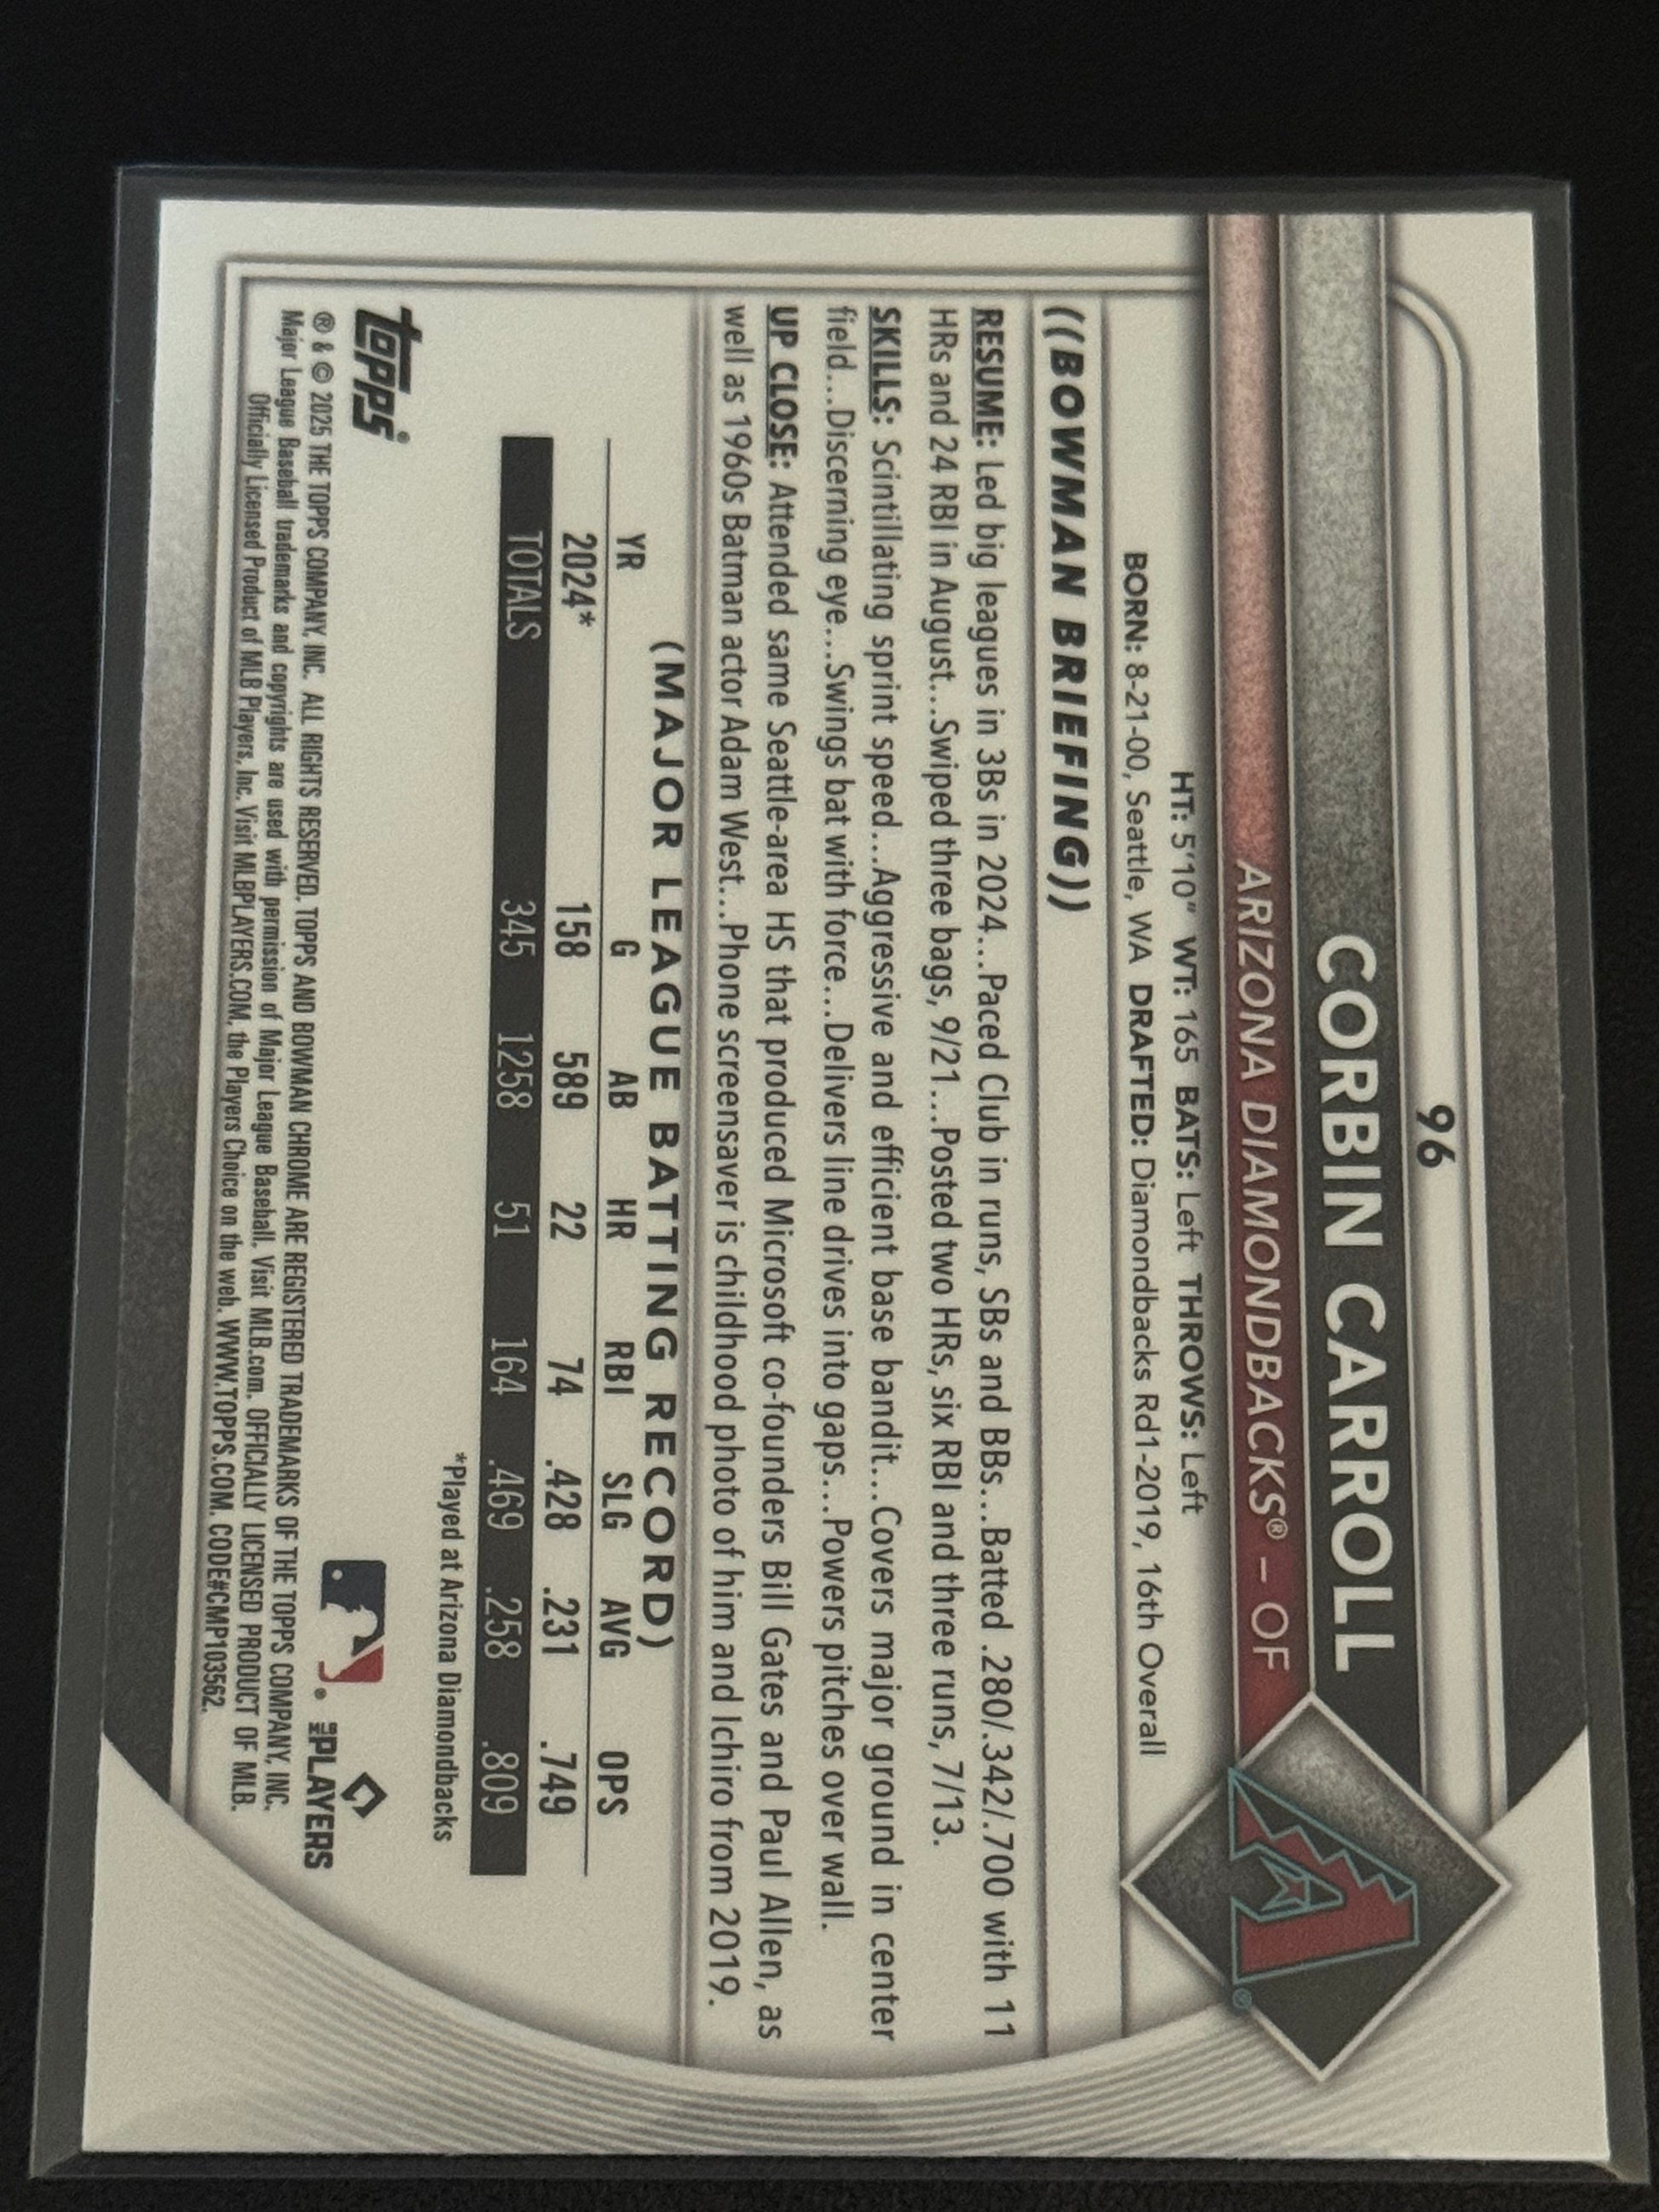 96
CORBIN CARROLL
ARIZONA DIAMONDBACKS® – OF
HT: 5'10" WT: 165 BATS: Left THROWS: Left
BORN: 8-21-00, Seattle, WA DRAFTED: Diamondbacks Rd1-2019, 16th Overall
((BOWMAN BRIEFING))
RESUME: Led big leagues in 3Bs in 2024...Paced Club in runs, SBs and BBs...Batted .280/.342/.700 with 11
HRs and 24 RBI in August...Swiped three bags, 9/21...Posted two HRs, six RBI and three runs, 7/13.
SKILLS: Scintillating sprint speed...Aggressive and efficient base bandit...Covers major ground in center
field...Discerning eye...Swings bat with force...Delivers line drives into gaps...Powers pitches over wall.
UP CLOSE: Attended same Seattle-area HS that produced Microsoft co-founders Bill Gates and Paul Allen, as
well as 1960s Batman actor Adam West...Phone screensaver is childhood photo of him and Ichiro from 2019.
(MAJOR LEAGUE BATTING RECORD)
YR G AB HR RBI SLG AVG OPS
2024* 158 589 22 74 .428 .231 .749
TOTALS 345 1258 51 164 .469 .258 .809
*Played at Arizona Diamondbacks
topps®
MLB PLAYERS
® & © 2025 THE TOPPS COMPANY, INC. ALL RIGHTS RESERVED. TOPPS AND BOWMAN CHROME ARE REGISTERED TRADEMARKS OF THE TOPPS COMPANY, INC.
Major League Baseball trademarks and copyrights are used with permission of Major League Baseball. Visit MLB.com. OFFICIALLY LICENSED PRODUCT OF MLB.
Officially Licensed Product of MLB Players, Inc. Visit MLBPLAYERS.COM, the Players Choice on the web. WWW.TOPPS.COM. CODE#CMP103562.